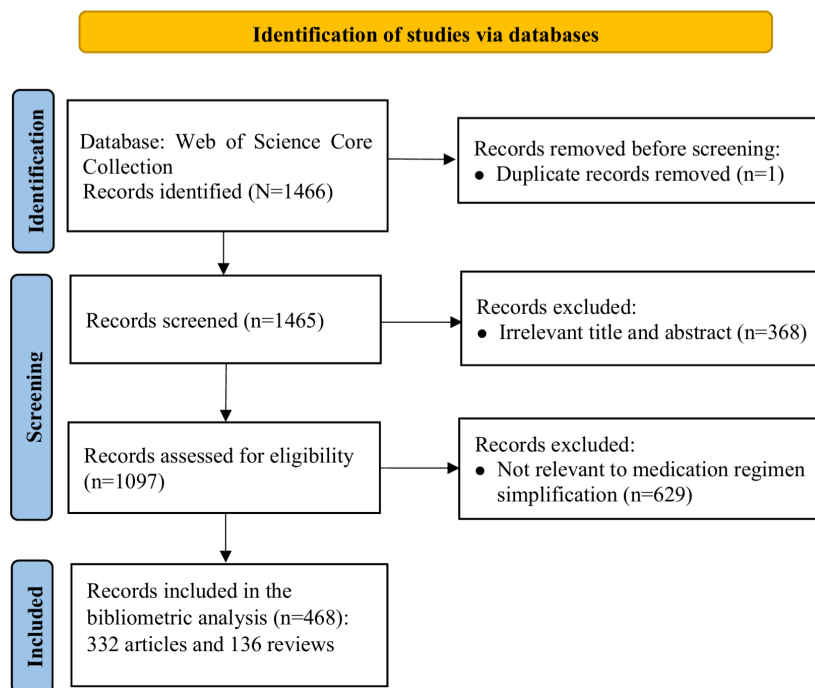 Identification of studies via databases
Identification
Database: Web of Science Core
Collection
Records identified (N=1466)
Records removed before screening:
● Duplicate records removed (n=1)
Screening
Records screened (n=1465)
Records excluded:
● Irrelevant title and abstract (n=368)
Records assessed for eligibility
(n=1097)
Records excluded:
● Not relevant to medication regimen
simplification (n=629)
Included
Records included in the
bibliometric analysis (n=468):
332 articles and 136 reviews